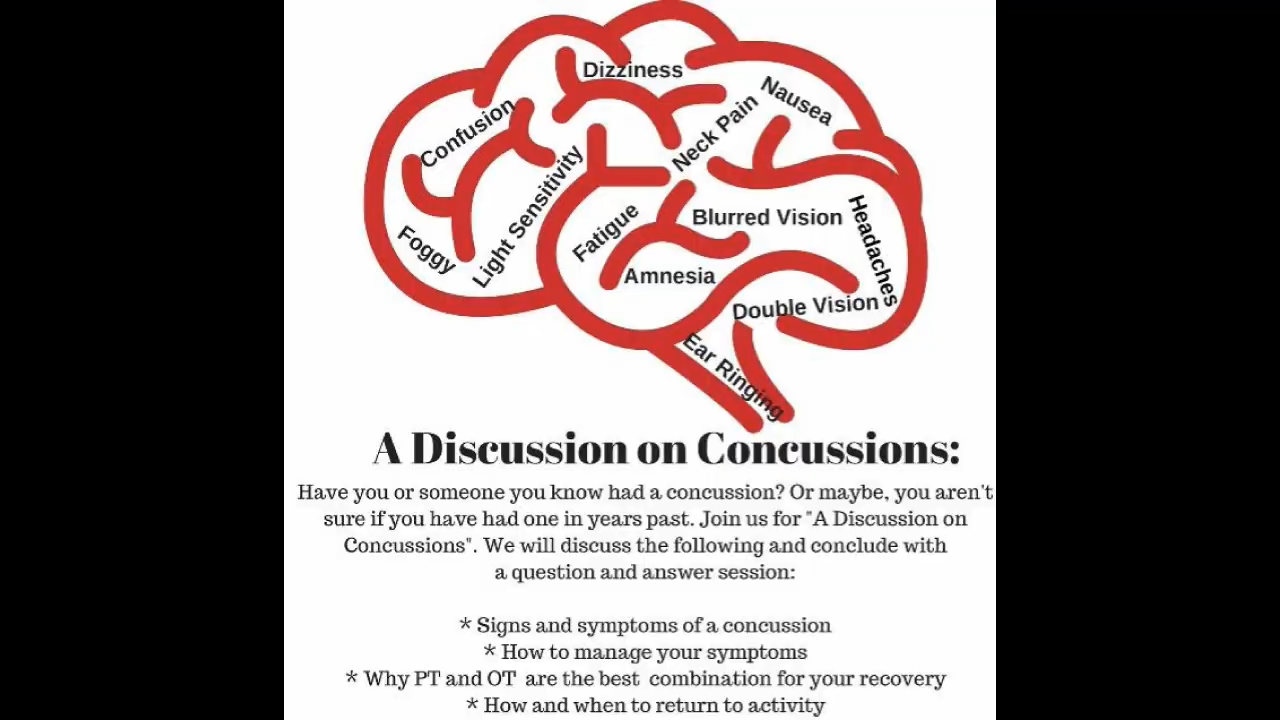 Dizziness
Nausea
Confusion
Neck Pain
Light Sensitivity
Foggy
Fatigue
Blurred Vision
Headaches
Amnesia
Double Vision
Ear Ringing
A Discussion on Concussions:
Have you or someone you know had a concussion? Or maybe, you aren't
sure if you have had one in years past. Join us for "A Discussion on
Concussions". We will discuss the following and conclude with
a question and answer session:
* Signs and symptoms of a concussion
* How to manage your symptoms
* Why PT and OT are the best combination for your recovery
* How and when to return to activity